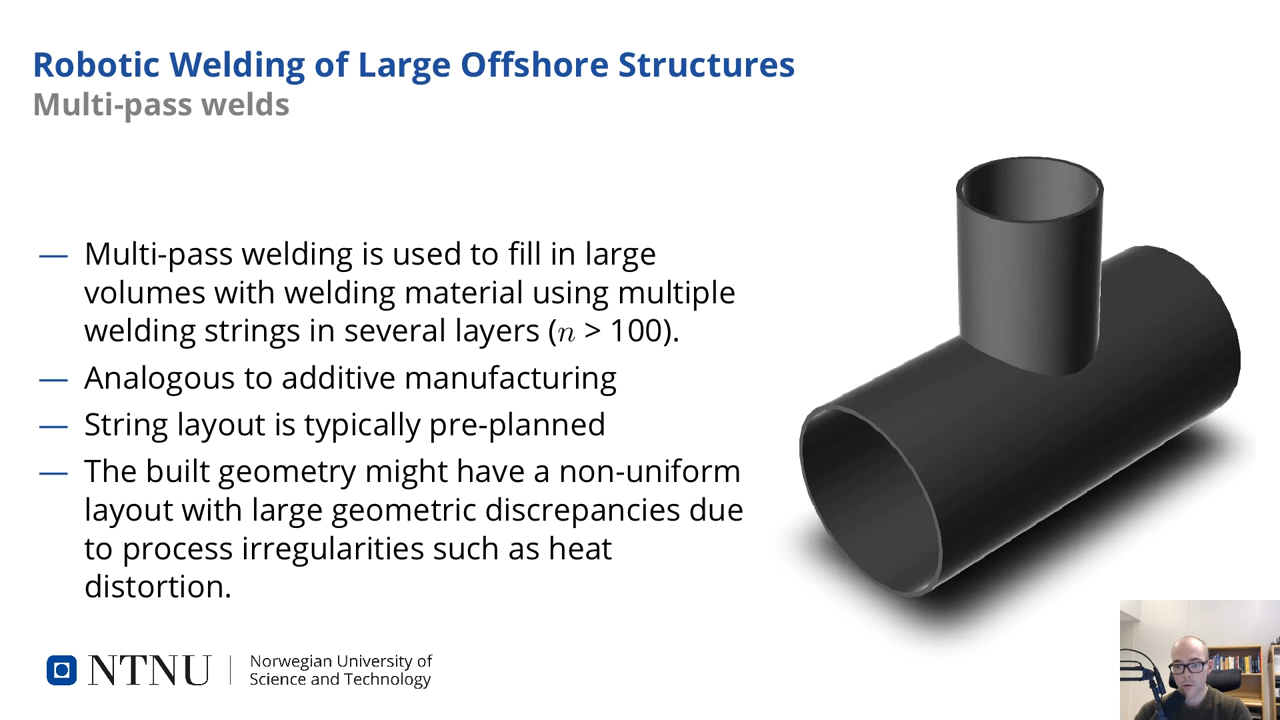 Robotic Welding of Large Offshore Structures
Multi-pass welds
— Multi-pass welding is used to fill in large
volumes with welding material using multiple
welding strings in several layers (n > 100).
— Analogous to additive manufacturing
— String layout is typically pre-planned
— The built geometry might have a non-uniform
layout with large geometric discrepancies due
to process irregularities such as heat
distortion.
NTNU
Norwegian University of
Science and Technology